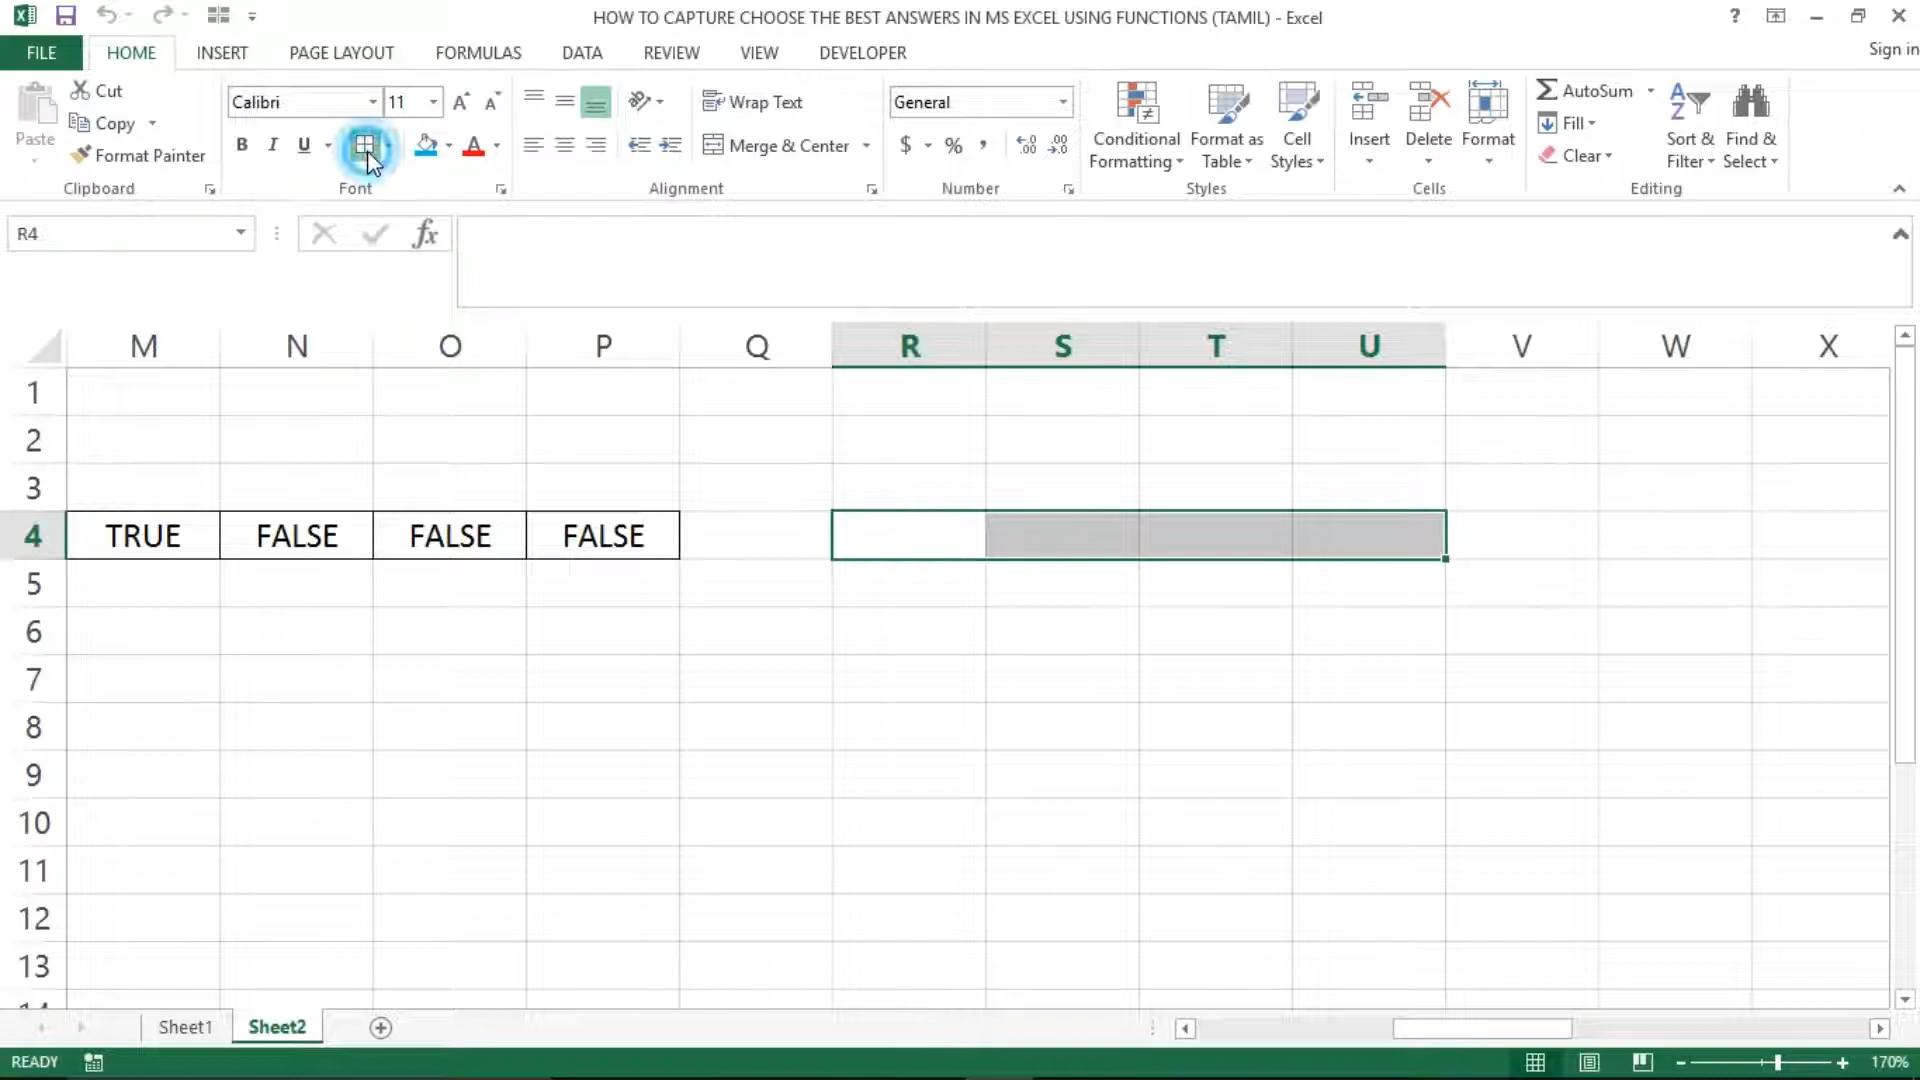 HOW TO CAPTURE CHOOSE THE BEST ANSWERS IN MS EXCEL USING FUNCTIONS (TAMIL) - Excel
?
FILE HOME INSERT PAGE LAYOUT FORMULAS DATA REVIEW VIEW DEVELOPER Sign in
Paste
Cut
Copy
Format Painter
Clipboard
Calibri 11
B I U
Font
Wrap Text
Merge & Center
Alignment
General
$ % ,
Number
Conditional Formatting
Format as Table
Cell Styles
Styles
Insert Delete Format
Cells
AutoSum
Fill
Clear
Sort & Filter
Find & Select
Editing
R4 fx
M N O P Q R S T U V W X
1
2
3
4 TRUE FALSE FALSE FALSE
5
6
7
8
9
10
11
12
13
Sheet1 Sheet2
READY 170%